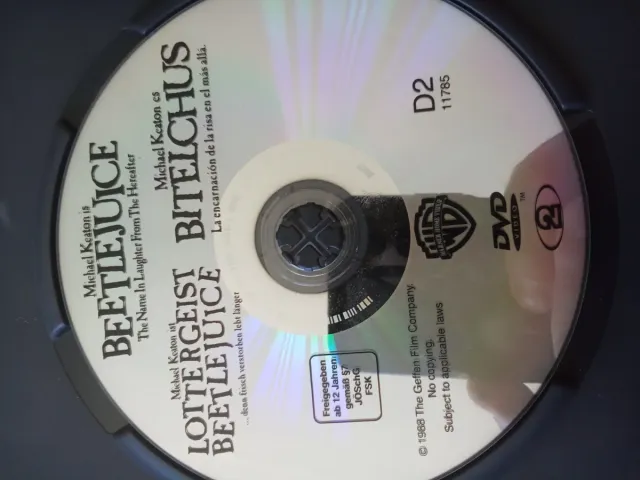 Michael Keaton is
BEETLEJUICE
The Name In Laughter From The Hereafter
Michael Keaton es
BITELCHUS
La encarnación de la risa en el más allá.
Michael Keaton ist
LOTTERGEIST
BEETLEJUICE
... denn frisch verstorben lebt länger
D2
11785
DVD
VIDEO
TM
2
Freigegeben
ab 12 Jahren
gemäß §7
JÖSchG
FSK
© 1988 The Geffen Film Company.
No copying.
Subject to applicable laws